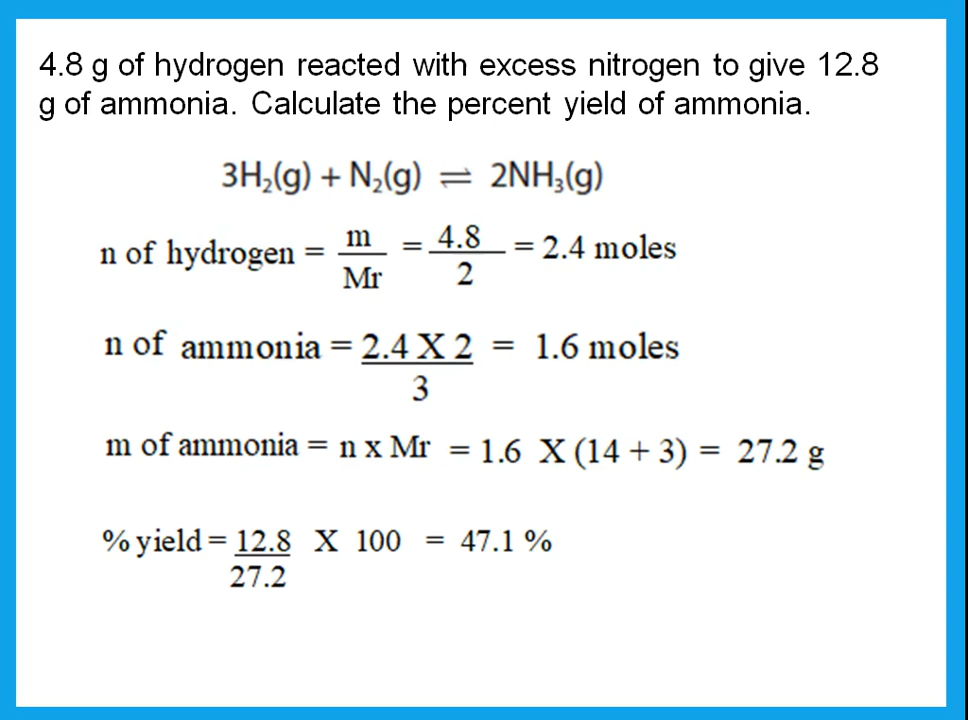 4.8 g of hydrogen reacted with excess nitrogen to give 12.8
g of ammonia. Calculate the percent yield of ammonia.
3H₂(g) + N₂(g) ⇌ 2NH₃(g)
n of hydrogen = m/Mr = 4.8/2 = 2.4 moles
n of ammonia = 2.4 X 2/3 = 1.6 moles
m of ammonia = n x Mr = 1.6 X (14 + 3) = 27.2 g
% yield = 12.8/27.2 X 100 = 47.1 %